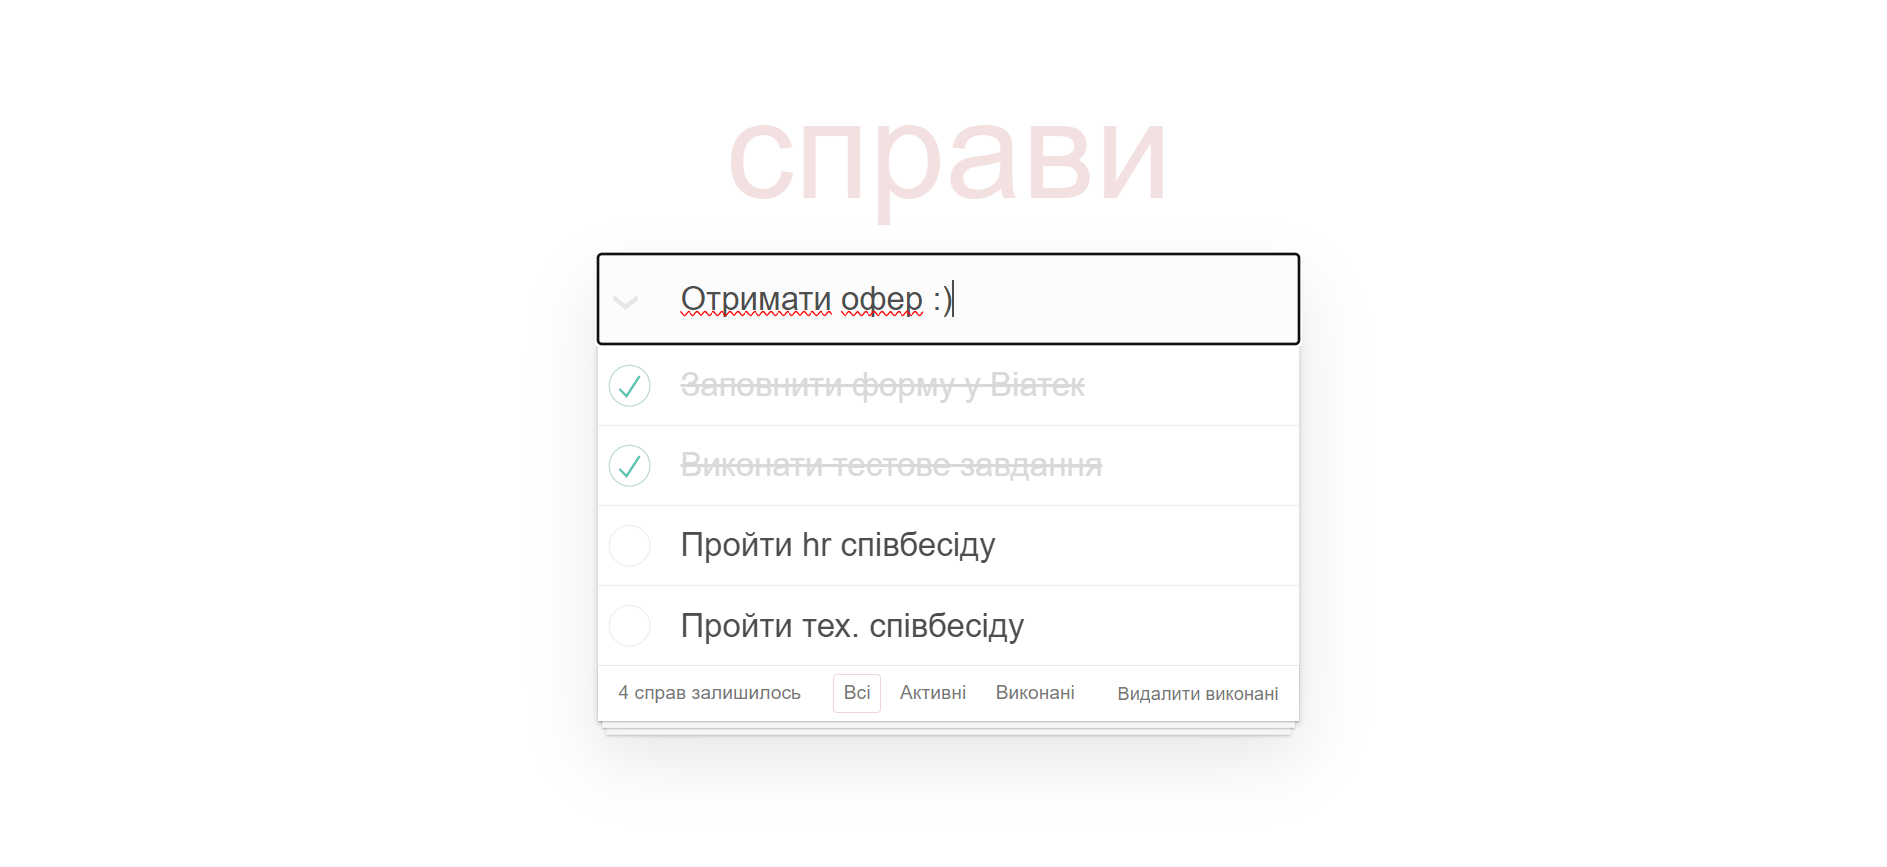 справи
Отримати офер :)
Заповнити форму у Віатек
Виконати тестове завдання
Пройти hr співбесіду
Пройти тех. співбесіду
4 справ залишилось Всі Активні Виконані Видалити виконані